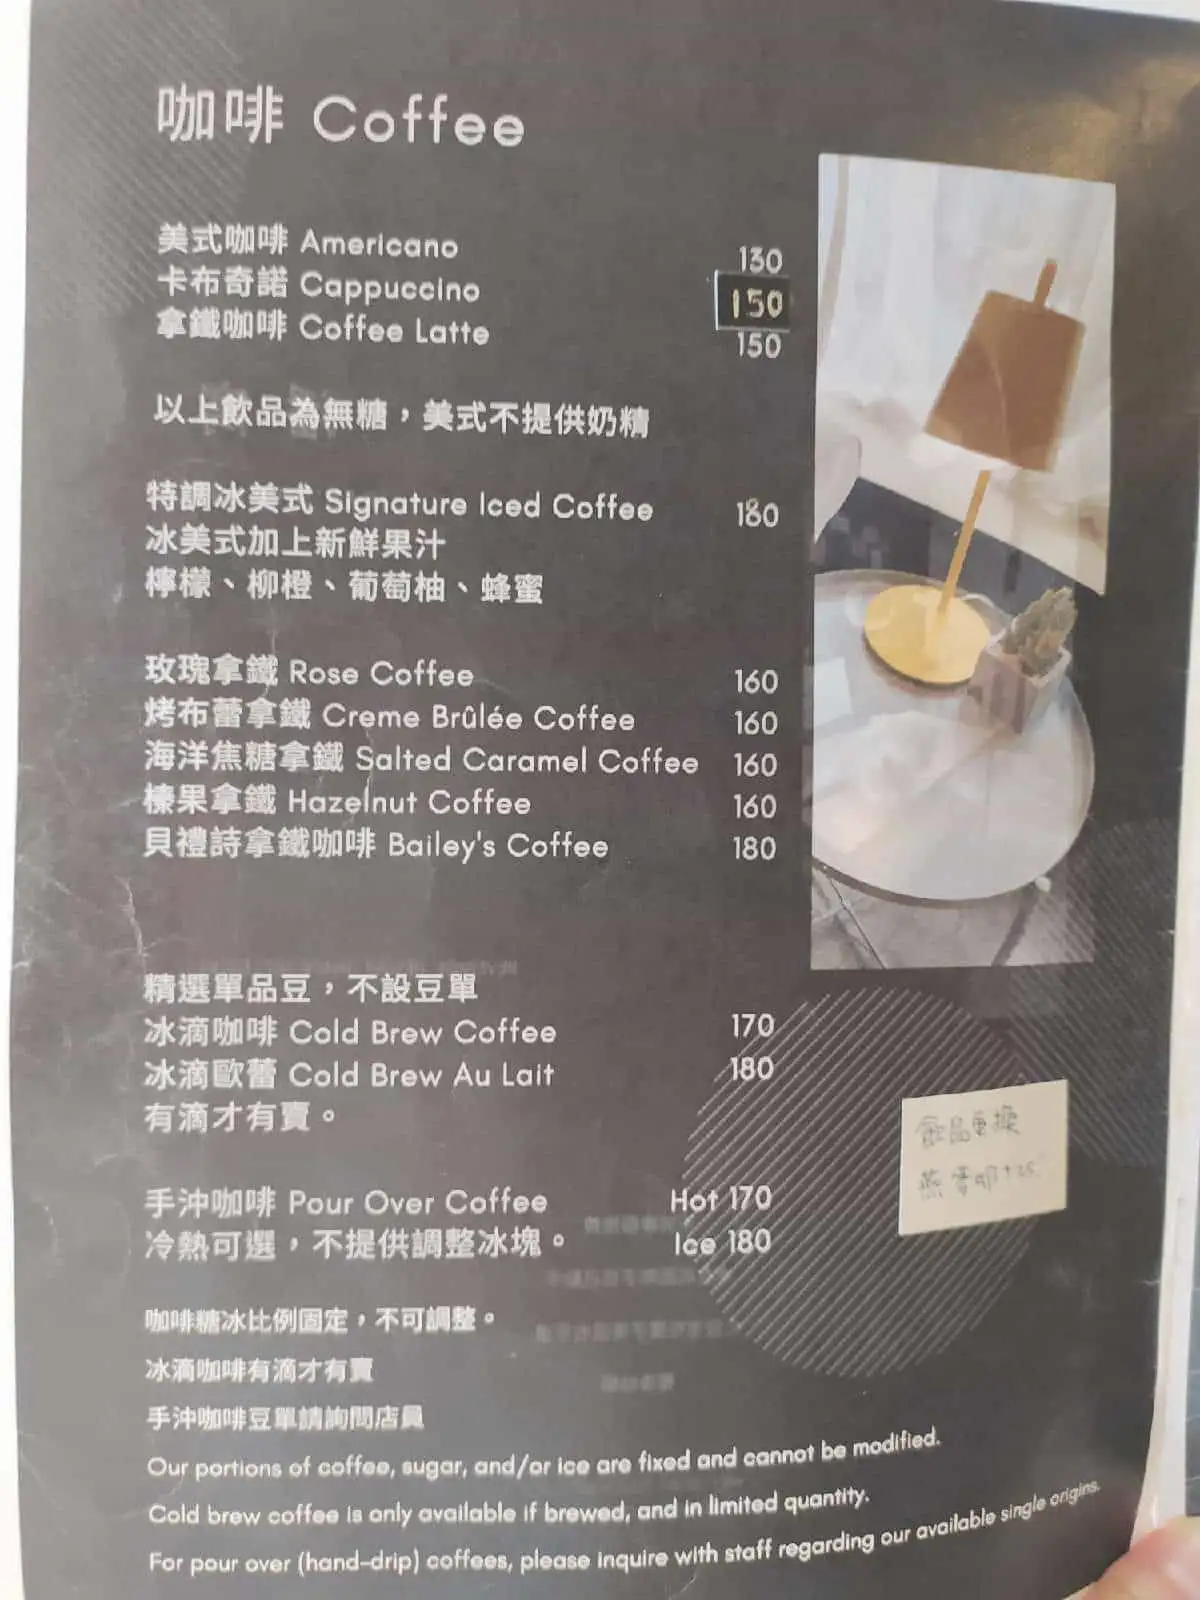 咖啡 Coffee
美式咖啡 Americano 130
卡布奇諾 Cappuccino 150
拿鐵咖啡 Coffee Latte 150
以上飲品為無糖，美式不提供奶精
特調冰美式 Signature Iced Coffee 180
冰美式加上新鮮果汁
檸檬、柳橙、葡萄柚、蜂蜜
玫瑰拿鐵 Rose Coffee 160
烤布蕾拿鐵 Creme Brûlée Coffee 160
海洋焦糖拿鐵 Salted Caramel Coffee 160
榛果拿鐵 Hazelnut Coffee 160
貝禮詩拿鐵咖啡 Bailey's Coffee 180
精選單品豆，不設豆單
冰滴咖啡 Cold Brew Coffee 170
冰滴歐蕾 Cold Brew Au Lait 180
有滴才有賣。
飲品更換
燕麥奶+25
手沖咖啡 Pour Over Coffee Hot 170
冷熱可選，不提供調整冰塊。 Ice 180
咖啡糖冰比例固定，不可調整。
冰滴咖啡有滴才有賣
手沖咖啡豆單請詢問店員
Our portions of coffee, sugar, and/or ice are fixed and cannot be modified.
Cold brew coffee is only available if brewed, and in limited quantity.
For pour over (hand-drip) coffees, please inquire with staff regarding our available single origins.